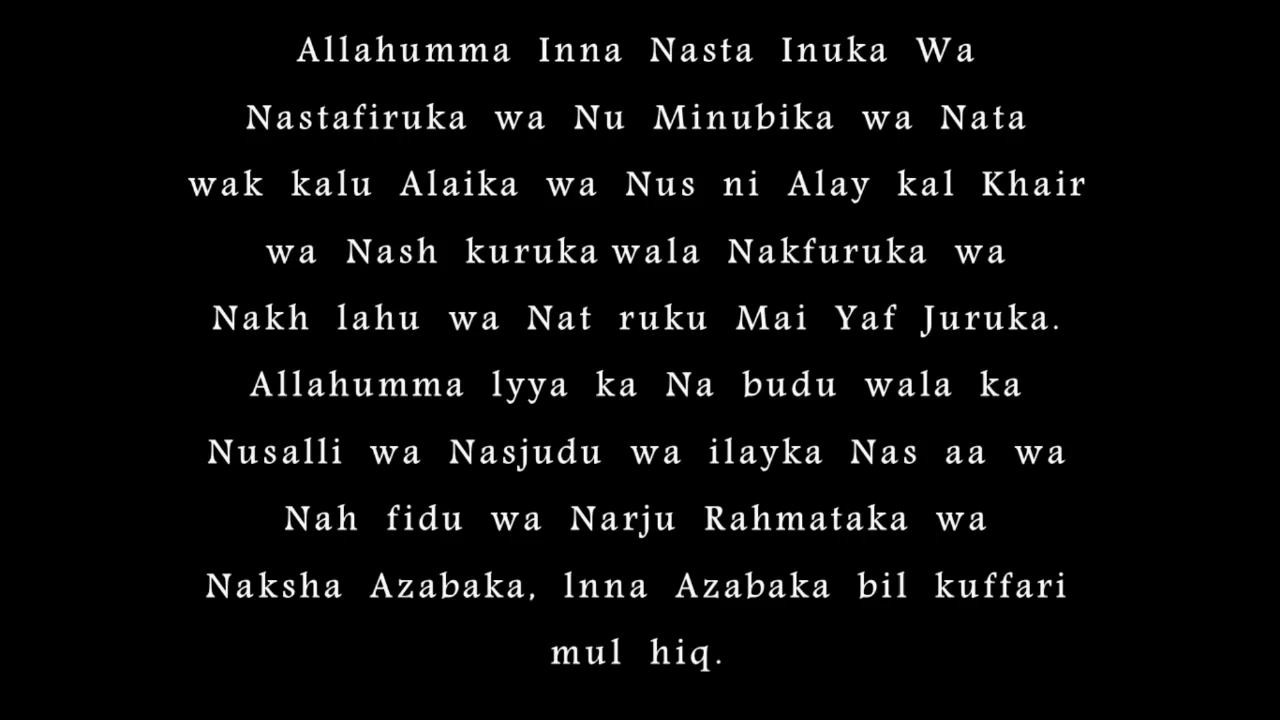 Allahumma Inna Nasta Inuka Wa
Nastafiruka wa Nu Minubika wa Nata
wak kalu Alaika wa Nus ni Alay kal Khair
wa Nash kuruka wala Nakfuruka wa
Nakh lahu wa Nat ruku Mai Yaf Juruka.
Allahumma lyya ka Na budu wala ka
Nusalli wa Nasjudu wa ilayka Nas aa wa
Nah fidu wa Narju Rahmataka wa
Naksha Azabaka, lnna Azabaka bil kuffari
mul hiq.